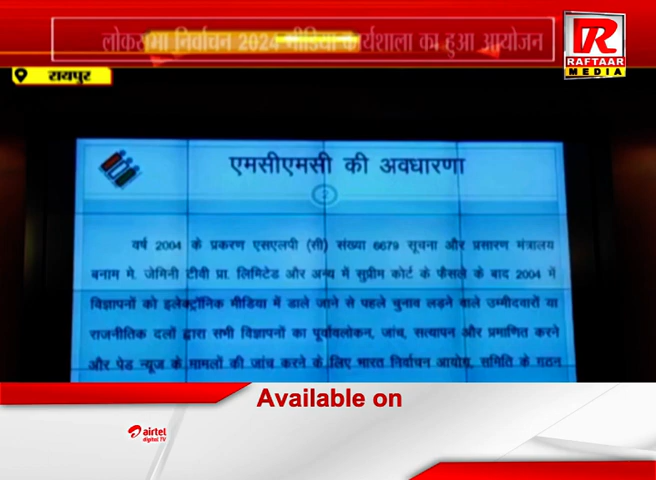 लोकसभा निर्वाचन 2024 मीडिया कार्यशाला का हुआ आयोजन
R
RAFTAAR
MEDIA
रायपुर
एमसीएमसी की अवधारणा
2
वर्ष 2004 के प्रकरण एसएलपी (सी) संख्या 6679 सूचना और प्रसारण मंत्रालय
बनाम मे. जेमिनी टीवी प्रा. लिमिटेड और अन्य में सुप्रीम कोर्ट के फैसले के बाद 2004 में
विज्ञापनों को इलेक्ट्रॉनिक मीडिया में डाले जाने से पहले चुनाव लड़ने वाले उम्मीदवारों या
राजनीतिक दलों द्वारा सभी विज्ञापनों का पूर्वावलोकन, जांच, सत्यापन और प्रमाणित करने
और पेड न्यूज के मामलों की जांच करने के लिए भारत निर्वाचन आयोग, समिति के गठन
Available on
airtel
digital TV